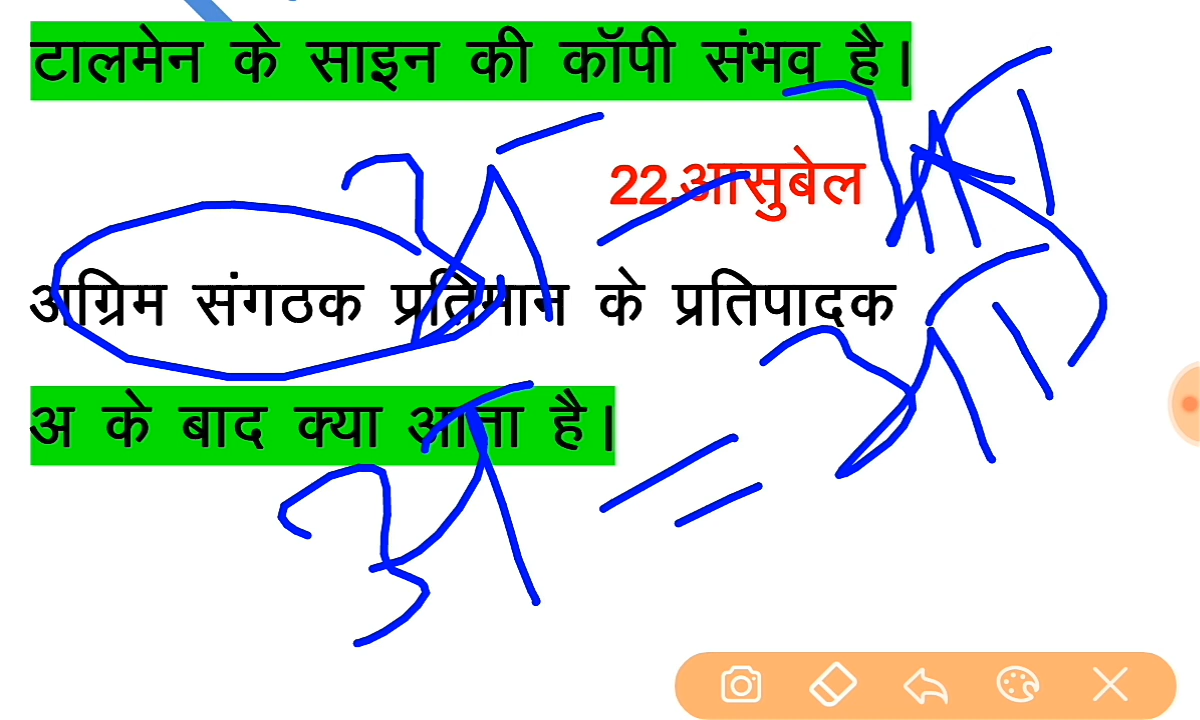 टालमेन के साइन की कॉपी संभव है।
22.आसुबेल
अग्रिम संगठक प्रतिमान के प्रतिपादक
अ के बाद क्या आता है।
अ = आ